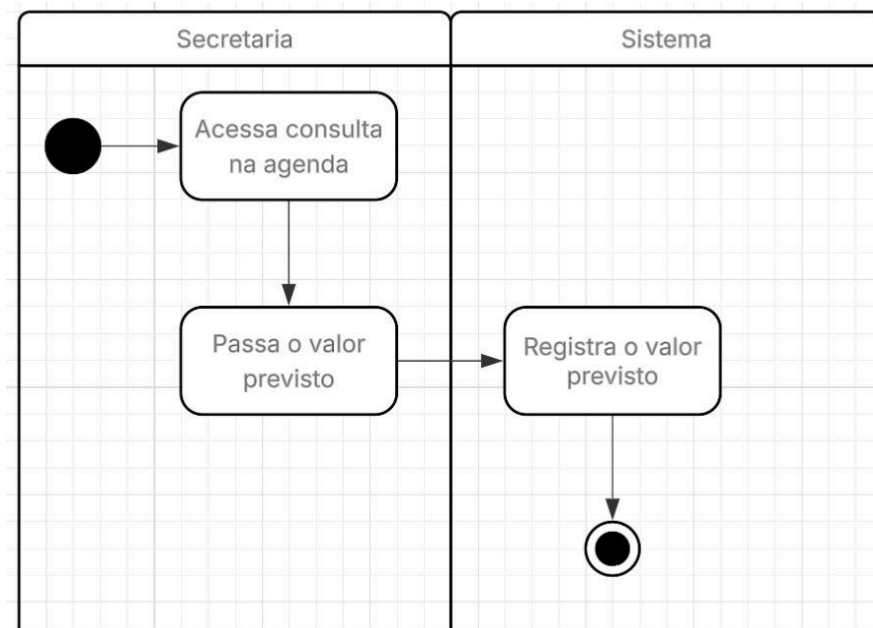 Secretaria
Sistema
Acessa consulta
na agenda
Passa o valor
previsto
Registra o valor
previsto